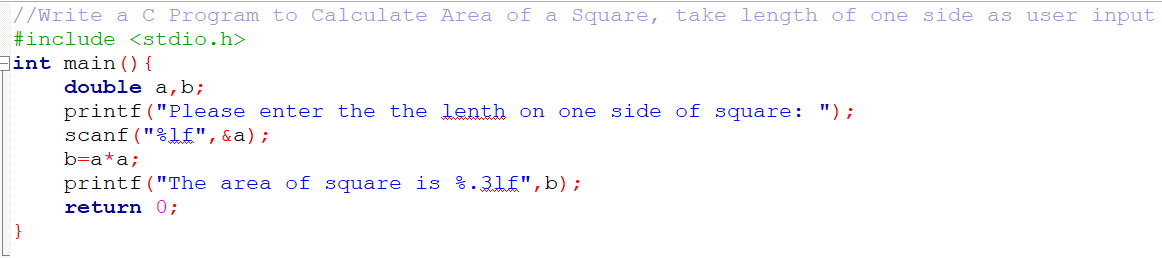 //Write a C Program to Calculate Area of a Square, take length of one side as user input
#include <stdio.h>
int main(){
    double a,b;
    printf("Please enter the the lenth on one side of square: ");
    scanf("%lf",&a);
    b=a*a;
    printf("The area of square is %.3lf",b);
    return 0;
}